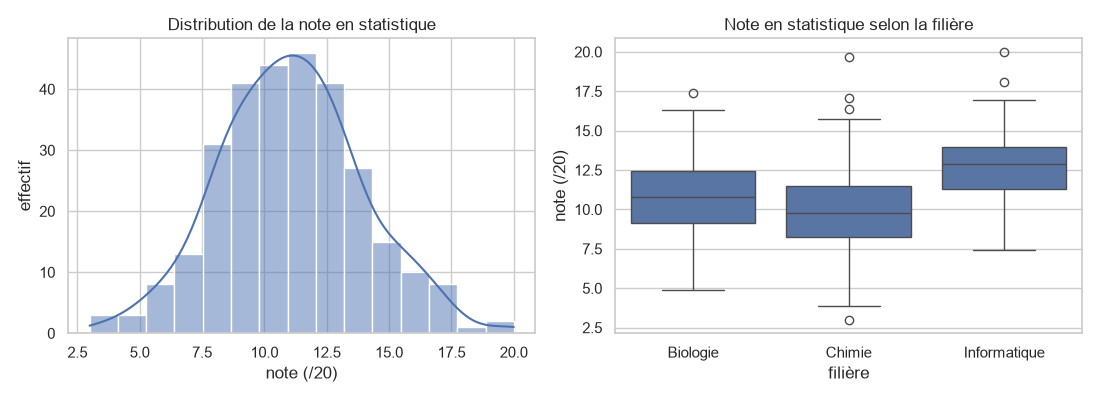 Distribution de la note en statistique
effectif
40
30
20
10
0
2.5 5.0 7.5 10.0 12.5 15.0 17.5 20.0
note (/20)
Note en statistique selon la filière
note (/20)
20.0
17.5
15.0
12.5
10.0
7.5
5.0
2.5
Biologie Chimie Informatique
filière